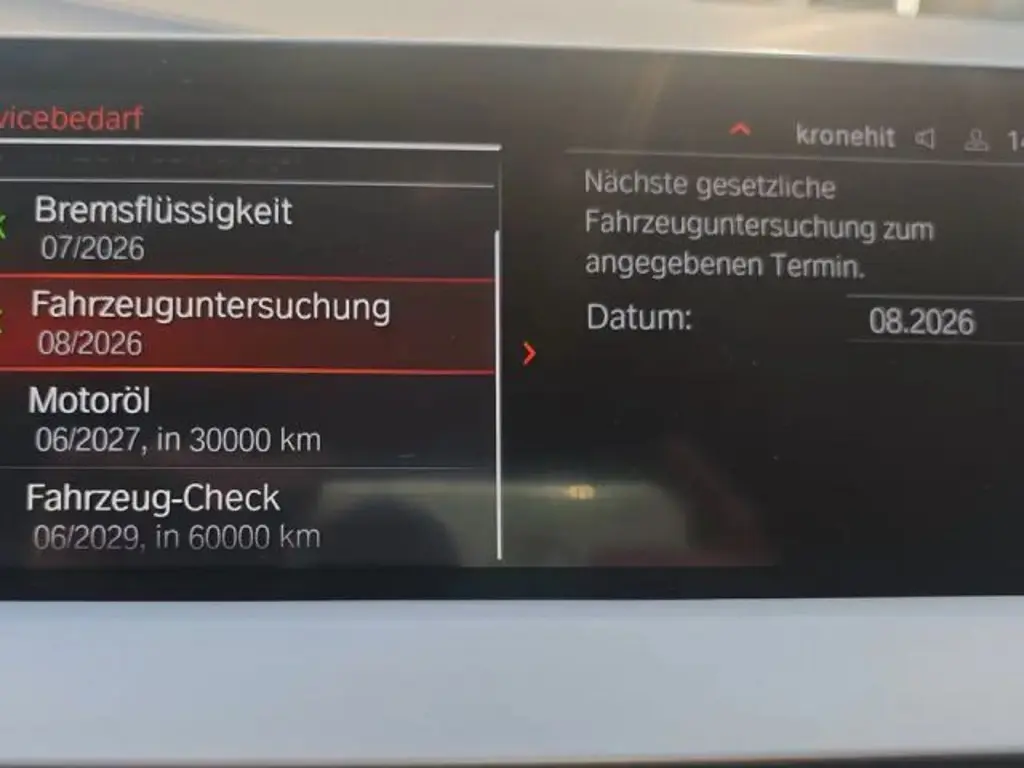 vicebedarf
kronehit
Bremsflüssigkeit
07/2026
Fahrzeuguntersuchung
08/2026
Motoröl
06/2027, in 30000 km
Fahrzeug-Check
06/2029, in 60000 km
Nächste gesetzliche
Fahrzeuguntersuchung zum
angegebenen Termin.
Datum: 08.2026